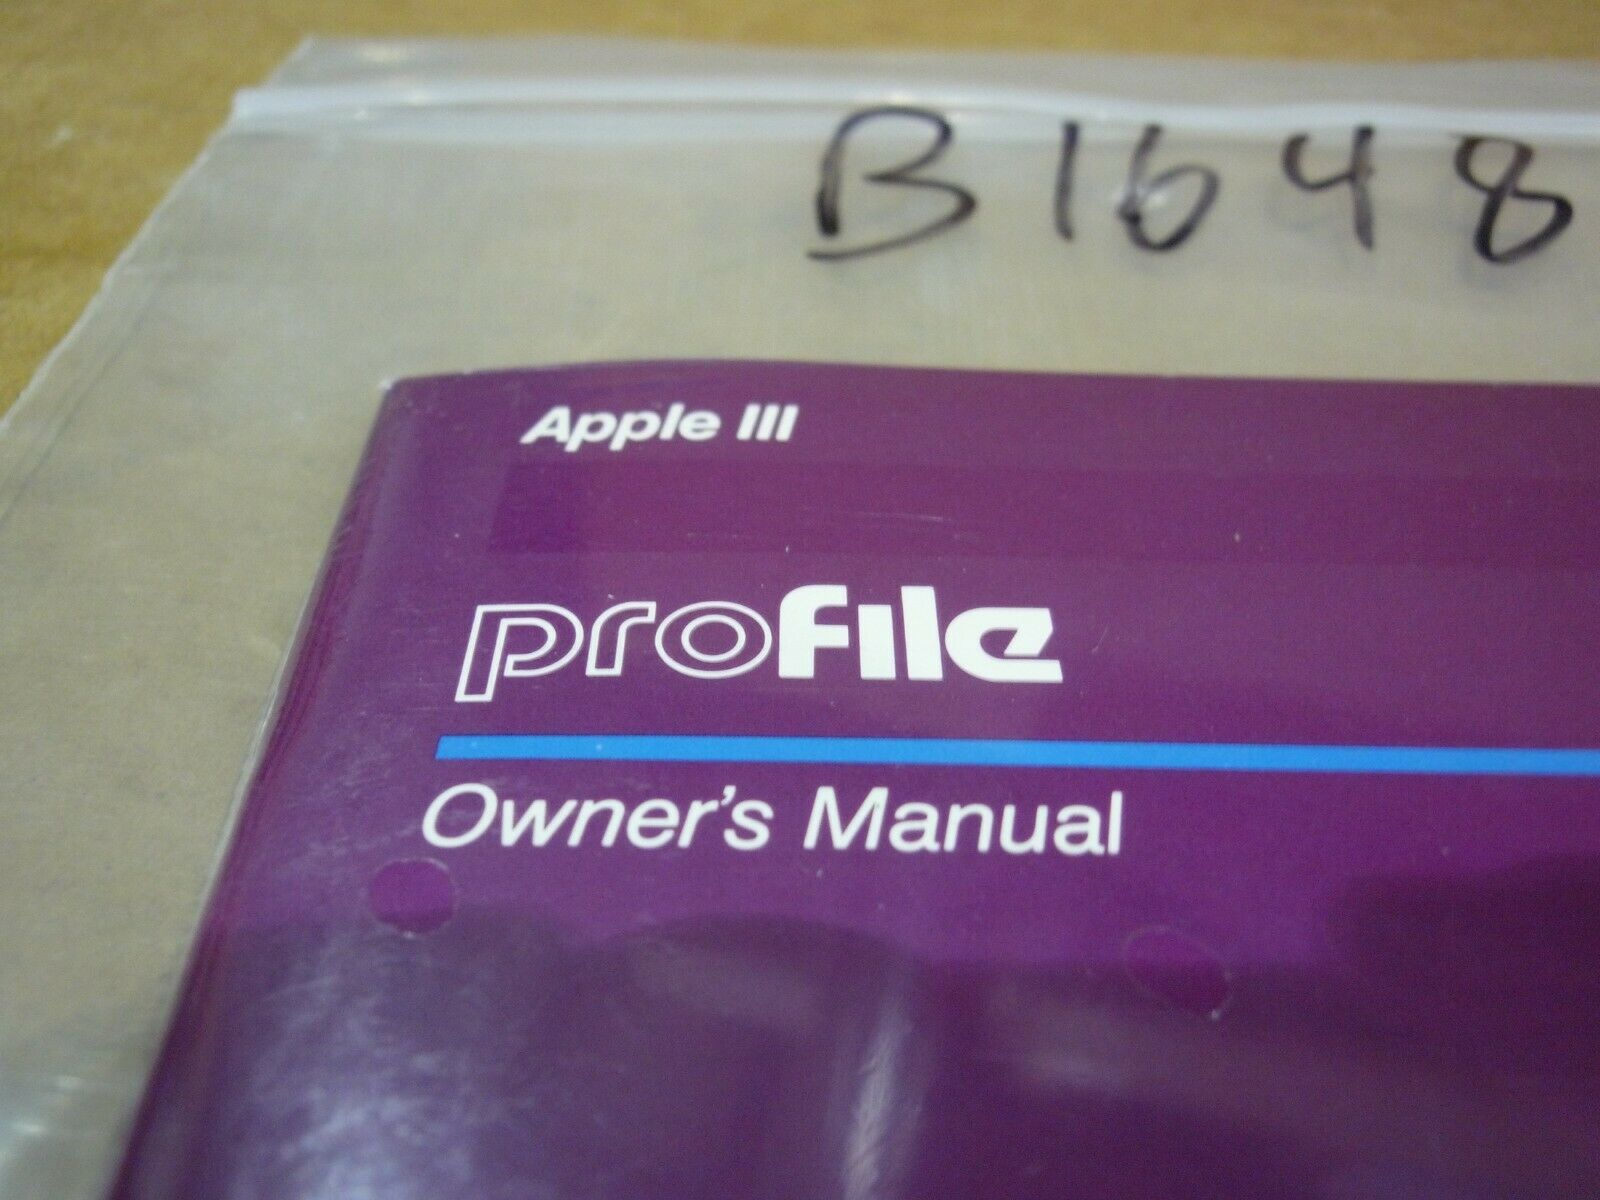 B1648
Apple III
profile
Owner's Manual